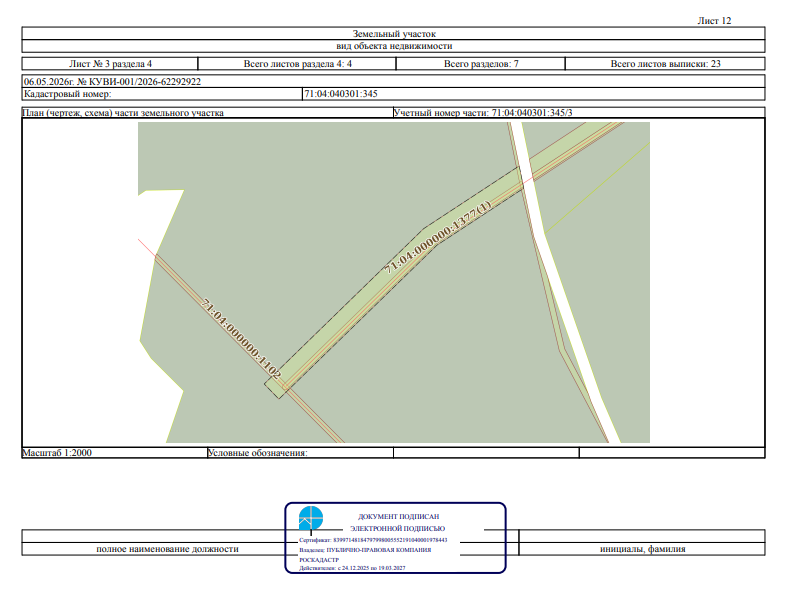 Лист 12
Земельный участок
вид объекта недвижимости
Лист № 3 раздела 4 Всего листов раздела 4: 4 Всего разделов: 7 Всего листов выписки: 23
06.05.2026г. № КУВИ-001/2026-62292922
Кадастровый номер: 71:04:040301:345
План (чертеж, схема) части земельного участка Учетный номер части: 71:04:040301:345/3
71:04:000000:1377(1)
71:04:000000:1102
Масштаб 1:2000 Условные обозначения:
ДОКУМЕНТ ПОДПИСАН
ЭЛЕКТРОННОЙ ПОДПИСЬЮ
Сертификат:
полное наименование должности Владелец: ПУБЛИЧНО-ПРАВОВАЯ КОМПАНИЯ инициалы, фамилия
РОСКАДАСТР
Действителен: с 24.12.2025 по 19.03.2027